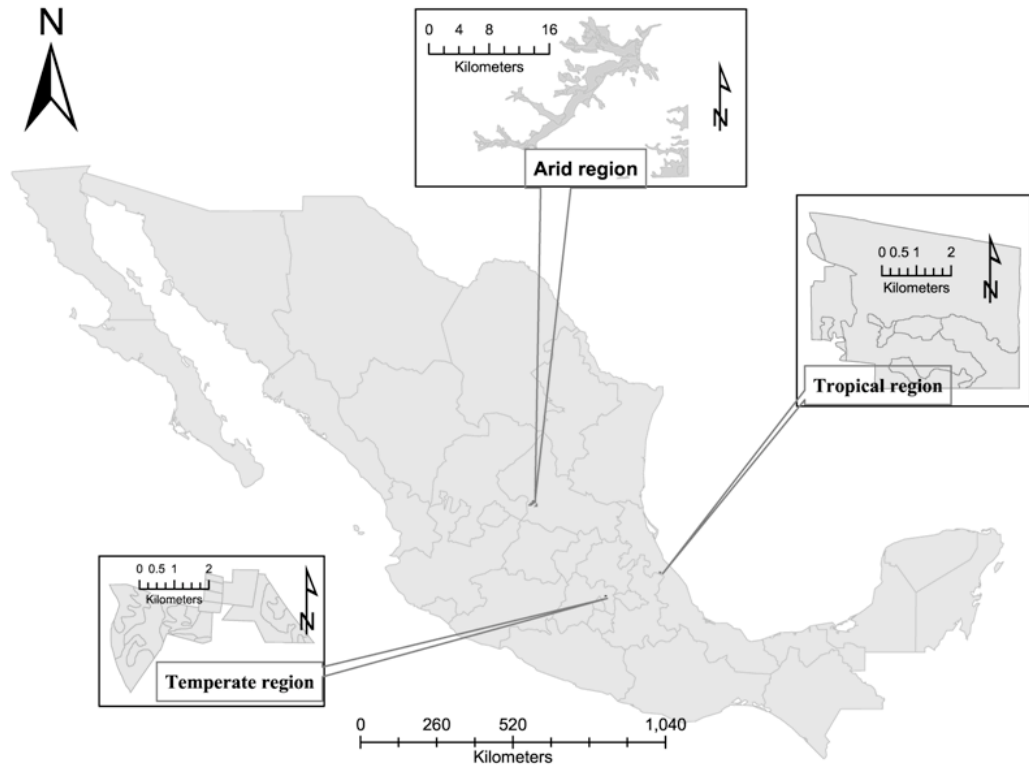 N
0 4 8 16
Kilometers
N
Arid region
0 0.5 1 2
Kilometers
N
Tropical region
0 0.5 1 2
Kilometers
N
Temperate region
0 260 520 1,040
Kilometers